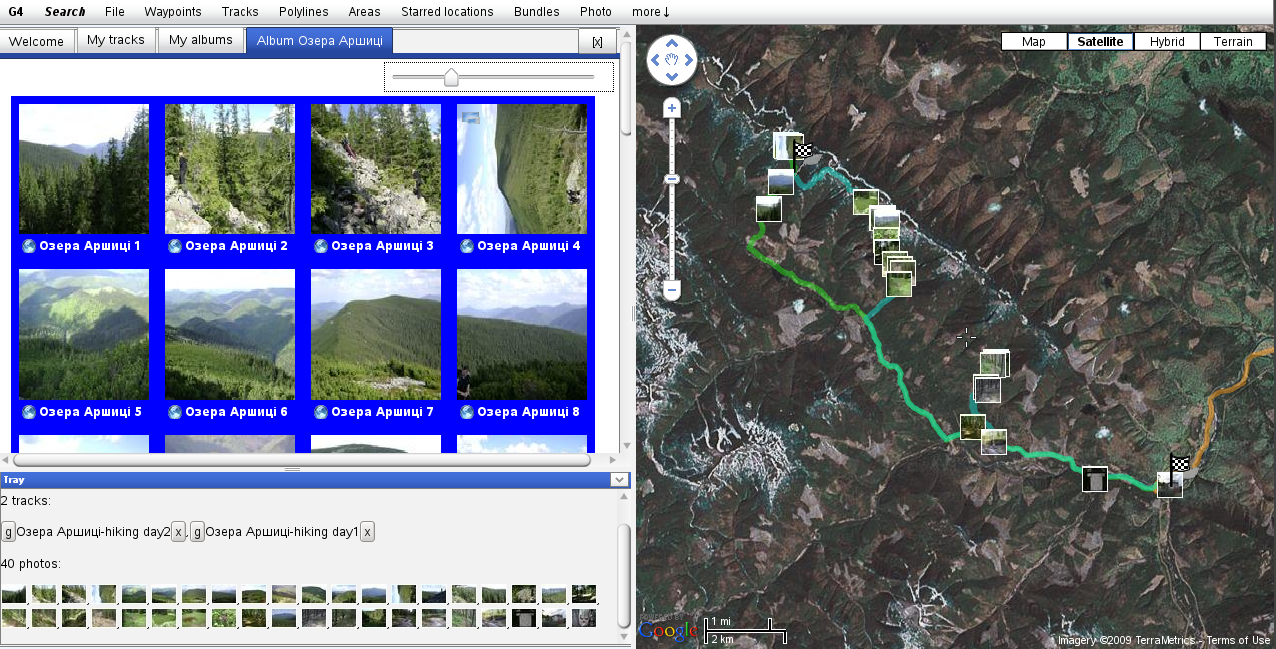 G4 Search File Waypoints Tracks Polylines Areas Starred locations Bundles Photo more↓
Welcome My tracks My albums Album Озера Аршиці [x]
Озера Аршиці 1 Озера Аршиці 2 Озера Аршиці 3 Озера Аршиці 4
Озера Аршиці 5 Озера Аршиці 6 Озера Аршиці 7 Озера Аршиці 8
Tray
2 tracks:
g Озера Аршиці-hiking day2 x, g Озера Аршиці-hiking day1 x
40 photos:
Map Satellite Hybrid Terrain
+
−
POWERED BY
Google
1 mi
2 km
Imagery ©2009 TerraMetrics - Terms of Use